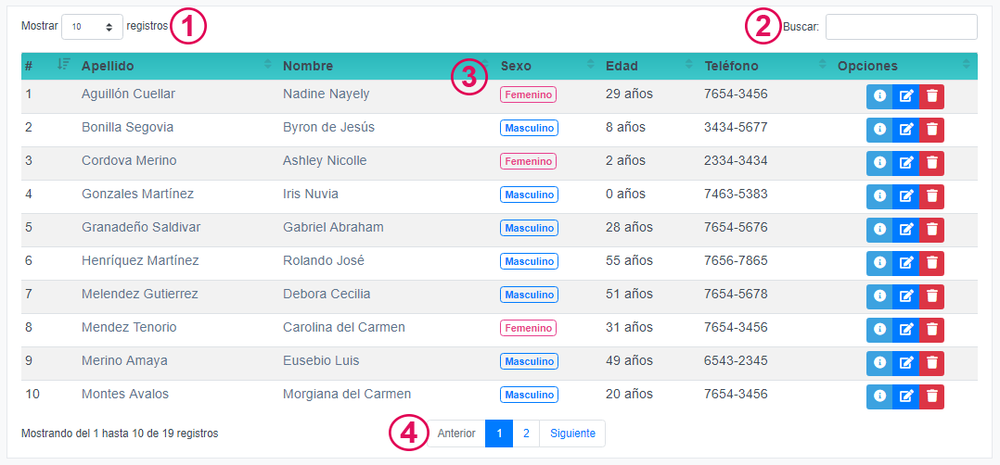 Mostrar 10 registros 1 2 Buscar:
# Apellido Nombre 3 Sexo Edad Teléfono Opciones
1 Aguillón Cuellar Nadine Nayely Femenino 29 años 7654-3456
2 Bonilla Segovia Byron de Jesús Masculino 8 años 3434-5677
3 Cordova Merino Ashley Nicolle Femenino 2 años 2334-3434
4 Gonzales Martínez Iris Nuvia Masculino 0 años 7463-5383
5 Granadeño Saldivar Gabriel Abraham Masculino 28 años 7654-5676
6 Henríquez Martínez Rolando José Masculino 55 años 7656-7865
7 Melendez Gutierrez Debora Cecilia Masculino 51 años 7654-5678
8 Mendez Tenorio Carolina del Carmen Femenino 31 años 7654-3456
9 Merino Amaya Eusebio Luis Masculino 49 años 6543-2345
10 Montes Avalos Morgiana del Carmen Masculino 20 años 7654-3456
Mostrando del 1 hasta 10 de 19 registros 4 Anterior 1 2 Siguiente